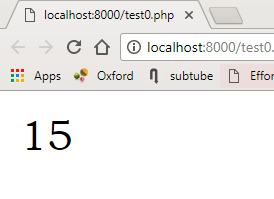 localhost:8000/test0.php
localhost:8000/test0.
Apps Oxford subtube Effor
15